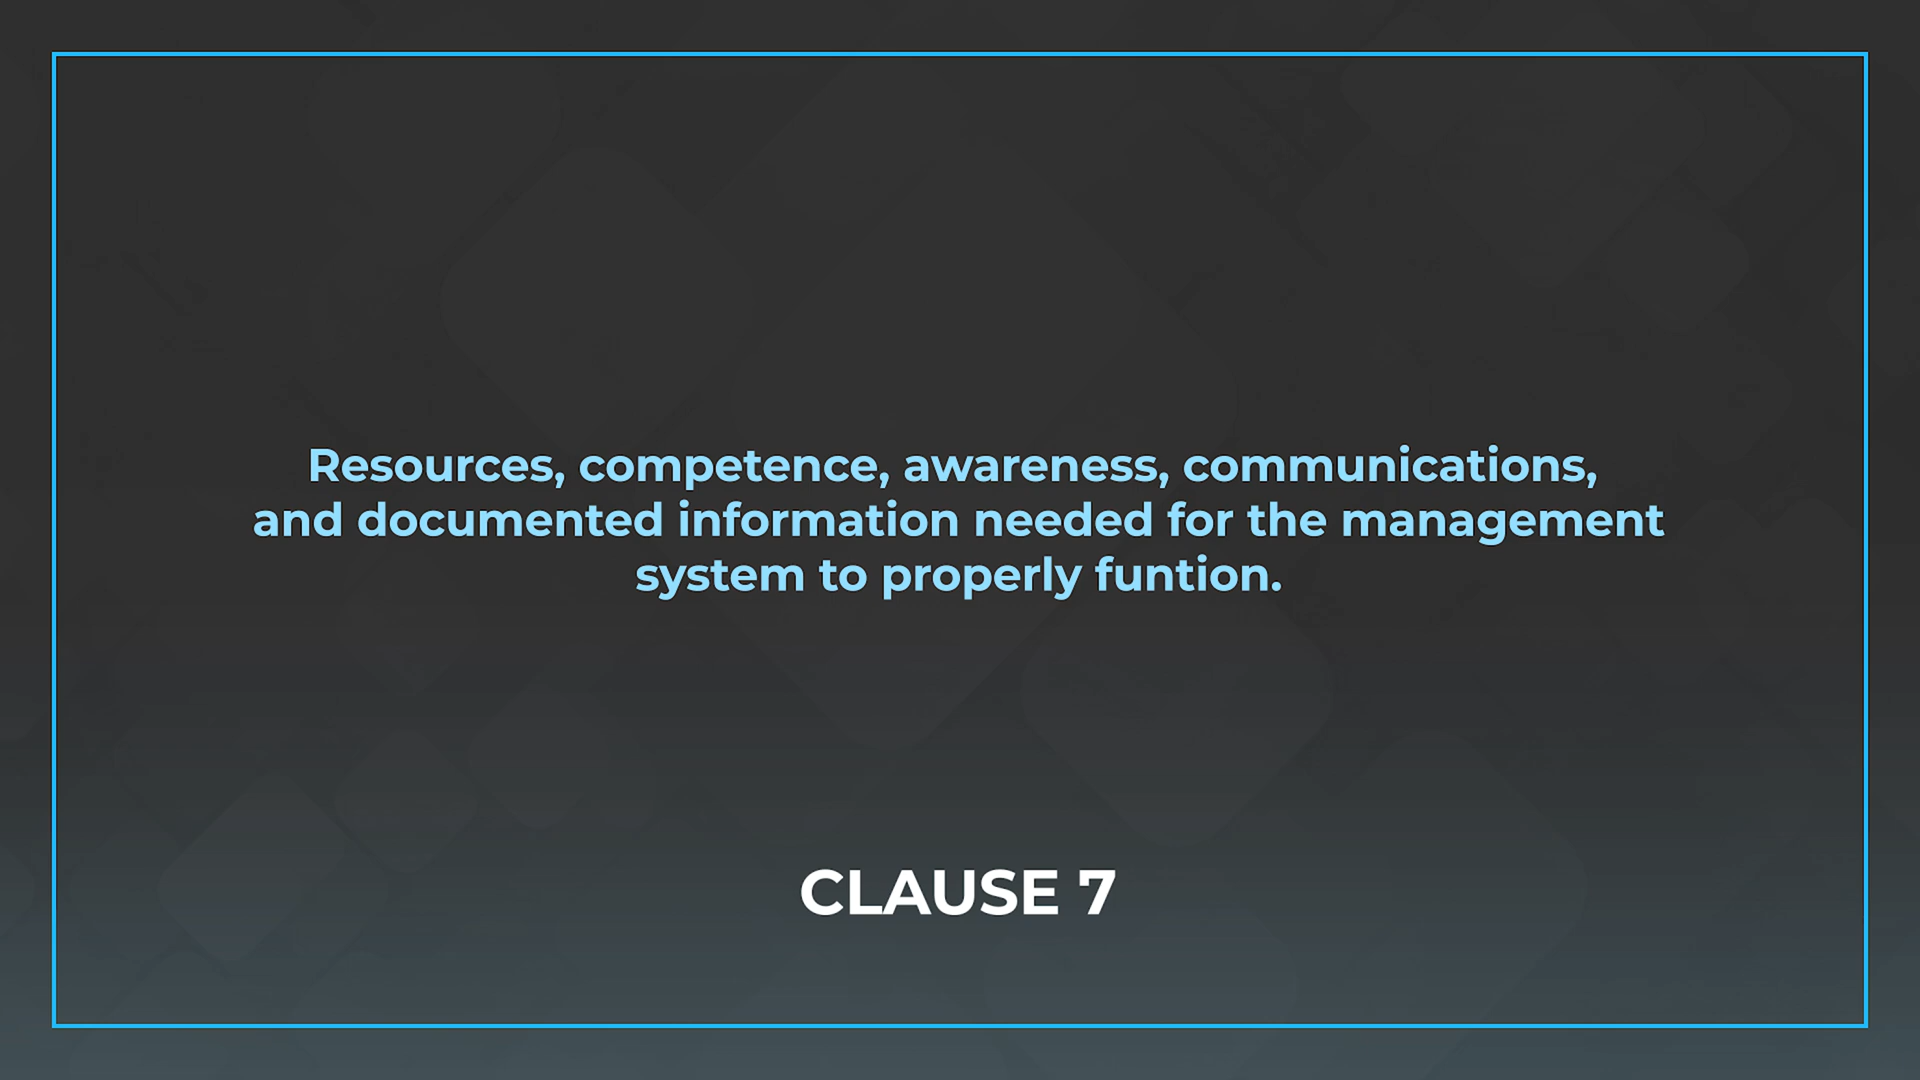 Resources, competence, awareness, communications,
and documented information needed for the management
system to properly funtion.
CLAUSE 7